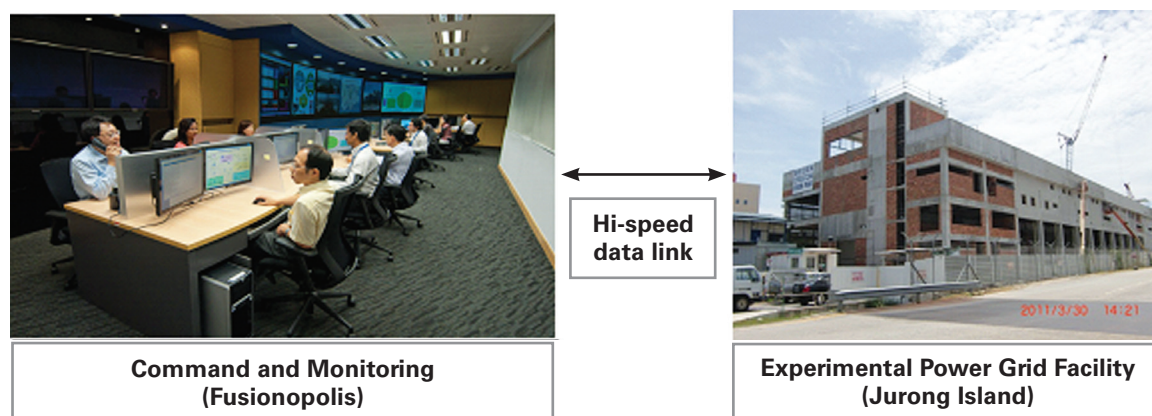 Hi-speed
data link
2011/3/30 14:21
Command and Monitoring
(Fusionopolis)
Experimental Power Grid Facility
(Jurong Island)